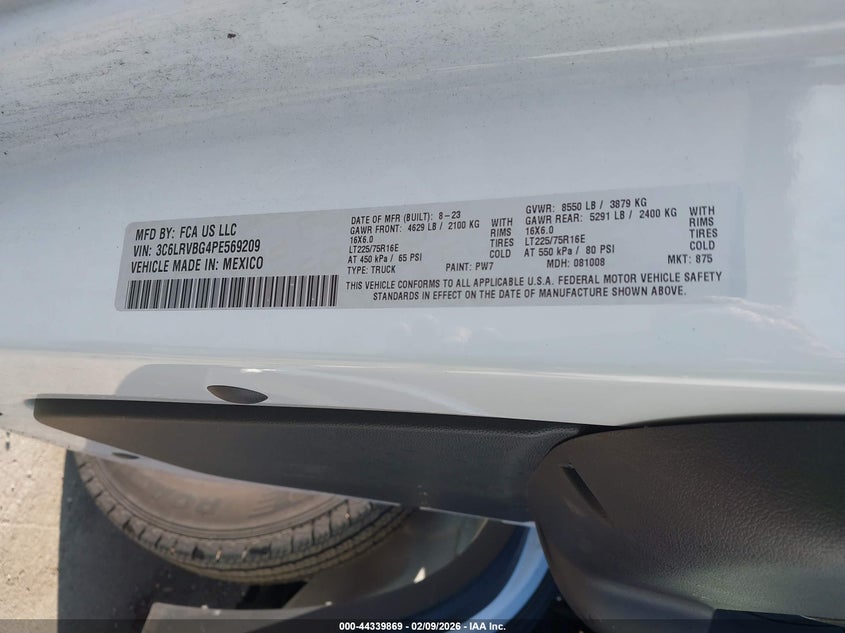 MFD BY: FCA US LLC
VIN: 3C6LRVBG4PE569209
VEHICLE MADE IN: MEXICO
DATE OF MFR (BUILT): 8-23
GAWR FRONT: 4629 LB / 2100 KG WITH
16X6.0 RIMS
LT225/75R16E TIRES
AT 450 kPa / 65 PSI COLD
TYPE: TRUCK PAINT: PW7
GVWR: 8550 LB / 3879 KG
GAWR REAR: 5291 LB / 2400 KG WITH
16X6.0 RIMS
LT225/75R16E TIRES
AT 550 kPa / 80 PSI COLD
MDH: 081008 MKT: 875
THIS VEHICLE CONFORMS TO ALL APPLICABLE U.S.A. FEDERAL MOTOR VEHICLE SAFETY
STANDARDS IN EFFECT ON THE DATE OF MANUFACTURE SHOWN ABOVE.
000-44339869 - 02/09/2026 - IAA Inc.